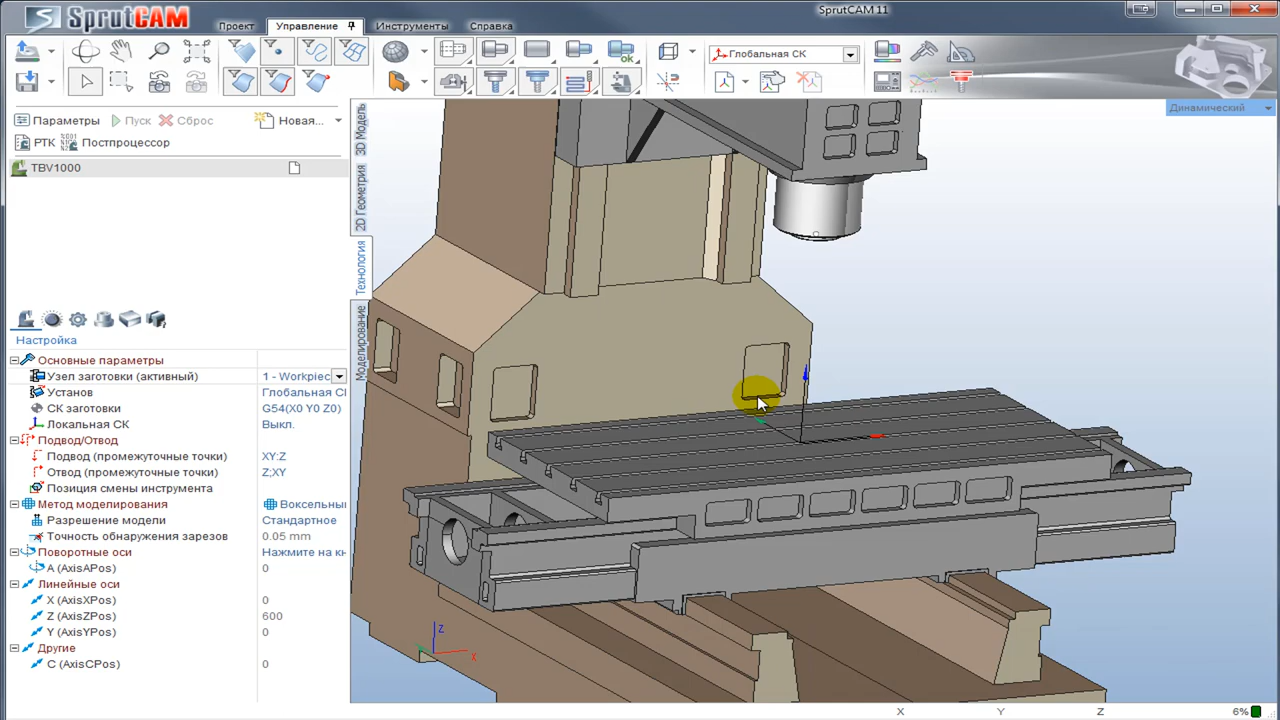 SprutCAM
SprutCAM 11
Проект
Управление
Инструменты
Справка
Глобальная СК
Динамический
Параметры
Пуск
Сброс
Новая...
РТК
Постпроцессор
TBV1000
3D Модель
2D Геометрия
Технология
Моделирование
Настройка
Основные параметры
Узел заготовки (активный) 1 - Workpiec
Установ Глобальная СІ
СК заготовки G54(X0 Y0 Z0)
Локальная СК Выкл.
Подвод/Отвод
Подвод (промежуточные точки) XY:Z
Отвод (промежуточные точки) Z;XY
Позиция смены инструмента
Метод моделирования Воксельны
Разрешение модели Стандартное
Точность обнаружения зарезов 0.05 mm
Поворотные оси Нажмите на кн
A (AxisAPos) 0
Линейные оси
X (AxisXPos) 0
Z (AxisZPos) 600
Y (AxisYPos) 0
Другие
C (AxisCPos) 0
Z
X
X Y Z 6%